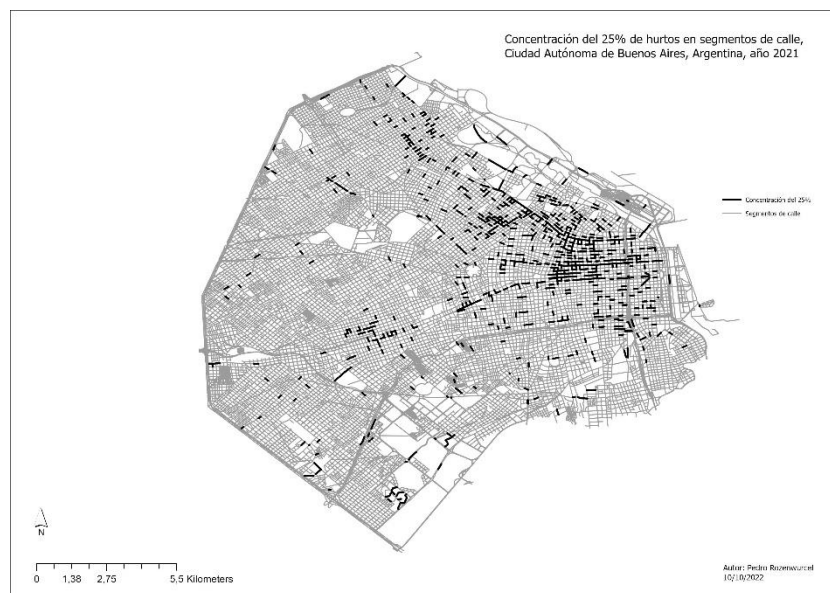 Concentración del 25% de hurtos en segmentos de calle,
Ciudad Autónoma de Buenos Aires, Argentina, año 2021
Concentración del 25%
Segmentos de calle
N
0 1.38 2.75 5.5 Kilometers
Autor: Pedro Rozenwurcel
10/10/2022